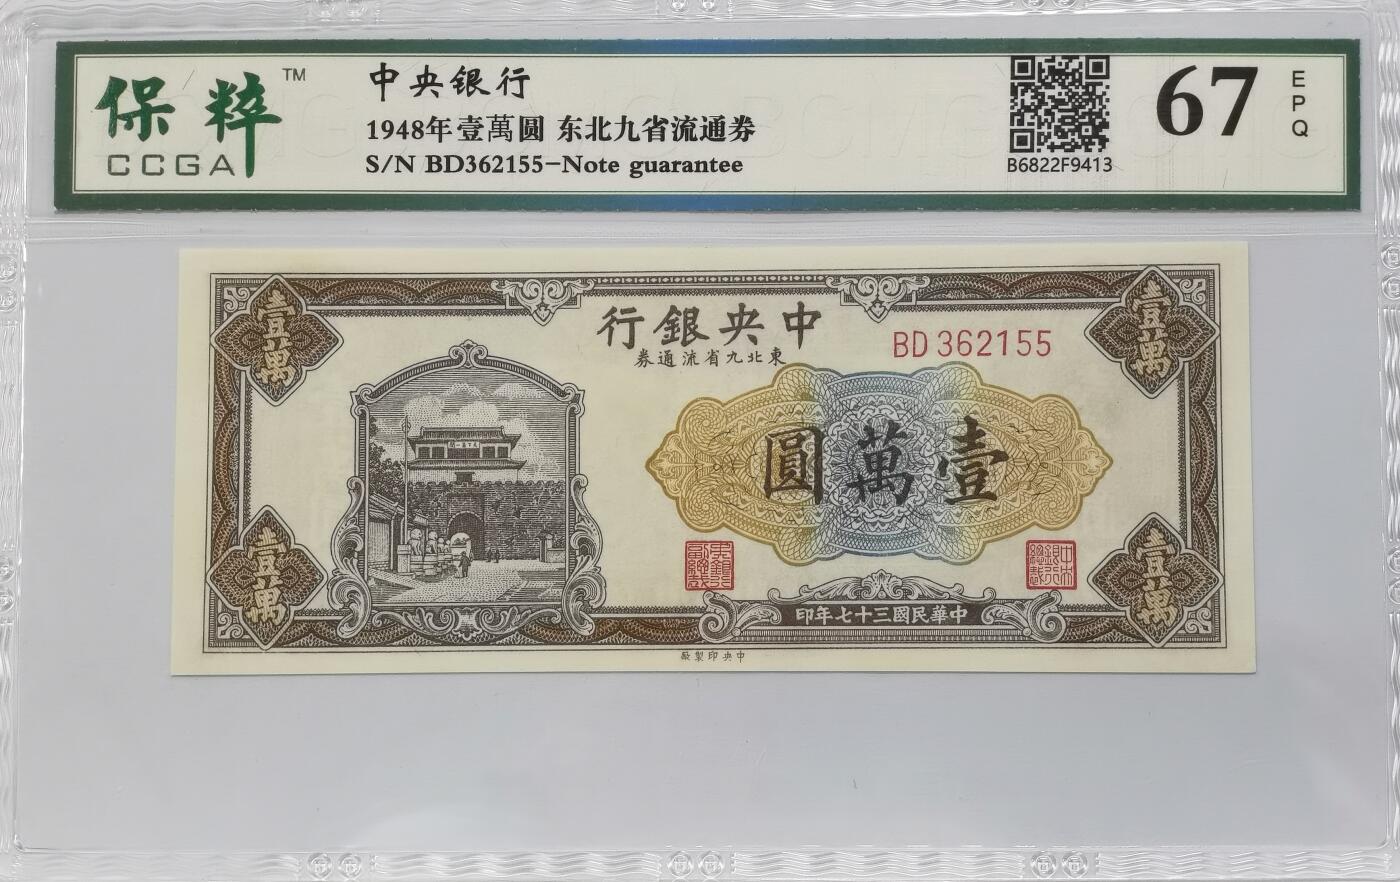 保粹 TM
CCGA
中央银行
1948年壹萬圆 东北九省流通券
S/N BD362155-Note guarantee
B6822F9413
67
EPQ
壹萬
壹萬
行銀央中
券通流省九北東
BD 362155
圓萬壹
壹萬
壹萬
印年七十三國民華中
廠製印央中